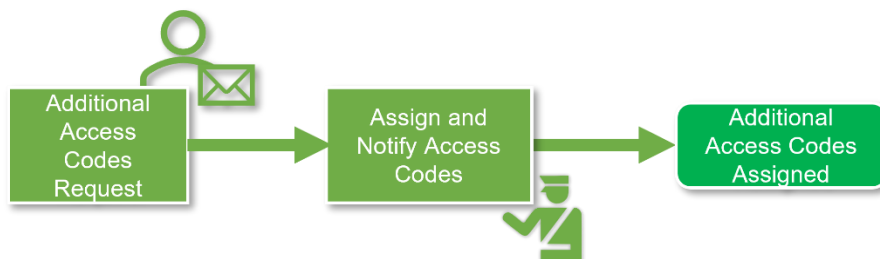 Additional
Access
Codes
Request
Assign and
Notify Access
Codes
Additional
Access Codes
Assigned